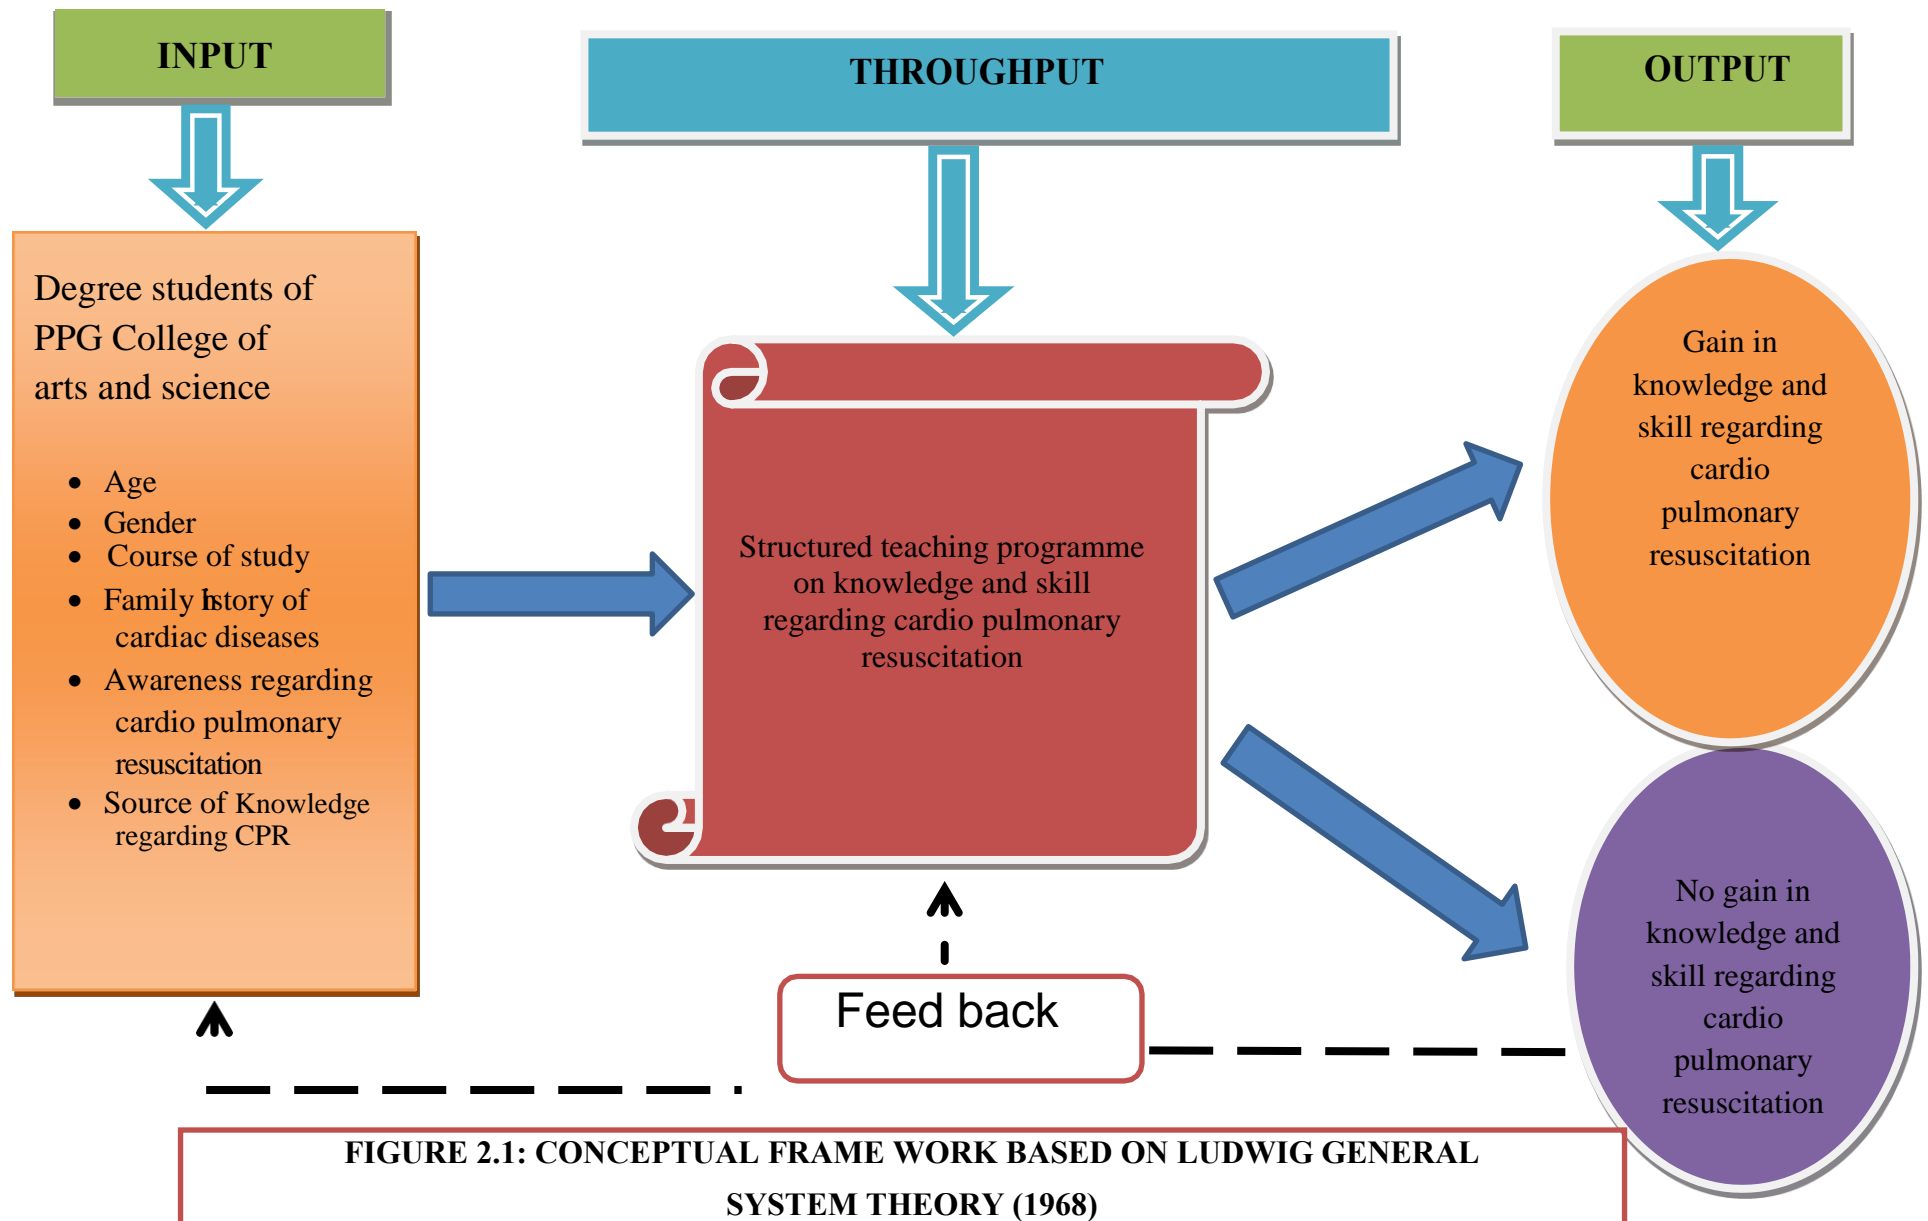 INPUT
THROUGHPUT
OUTPUT
Degree students of
PPG College of
arts and science
• Age
• Gender
• Course of study
• Family history of
cardiac diseases
• Awareness regarding
cardio pulmonary
resuscitation
• Source of Knowledge
regarding CPR
Structured teaching programme
on knowledge and skill
regarding cardio pulmonary
resuscitation
Gain in
knowledge and
skill regarding
cardio
pulmonary
resuscitation
No gain in
knowledge and
skill regarding
cardio
pulmonary
resuscitation
Feed back
FIGURE 2.1: CONCEPTUAL FRAME WORK BASED ON LUDWIG GENERAL
SYSTEM THEORY (1968)